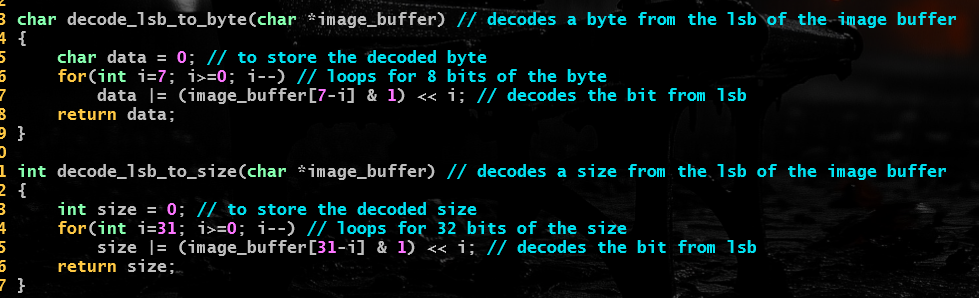 3 char decode_lsb_to_byte(char *image_buffer) // decodes a byte from the lsb of the image buffer
4 {
5     char data = 0; // to store the decoded byte
6     for(int i=7; i>=0; i--) // loops for 8 bits of the byte
7         data |= (image_buffer[7-i] & 1) << i; // decodes the bit from lsb
8     return data;
9 }
0
1 int decode_lsb_to_size(char *image_buffer) // decodes a size from the lsb of the image buffer
2 {
3     int size = 0; // to store the decoded size
4     for(int i=31; i>=0; i--) // loops for 32 bits of the size
5         size |= (image_buffer[31-i] & 1) << i; // decodes the bit from lsb
6     return size;
7 }